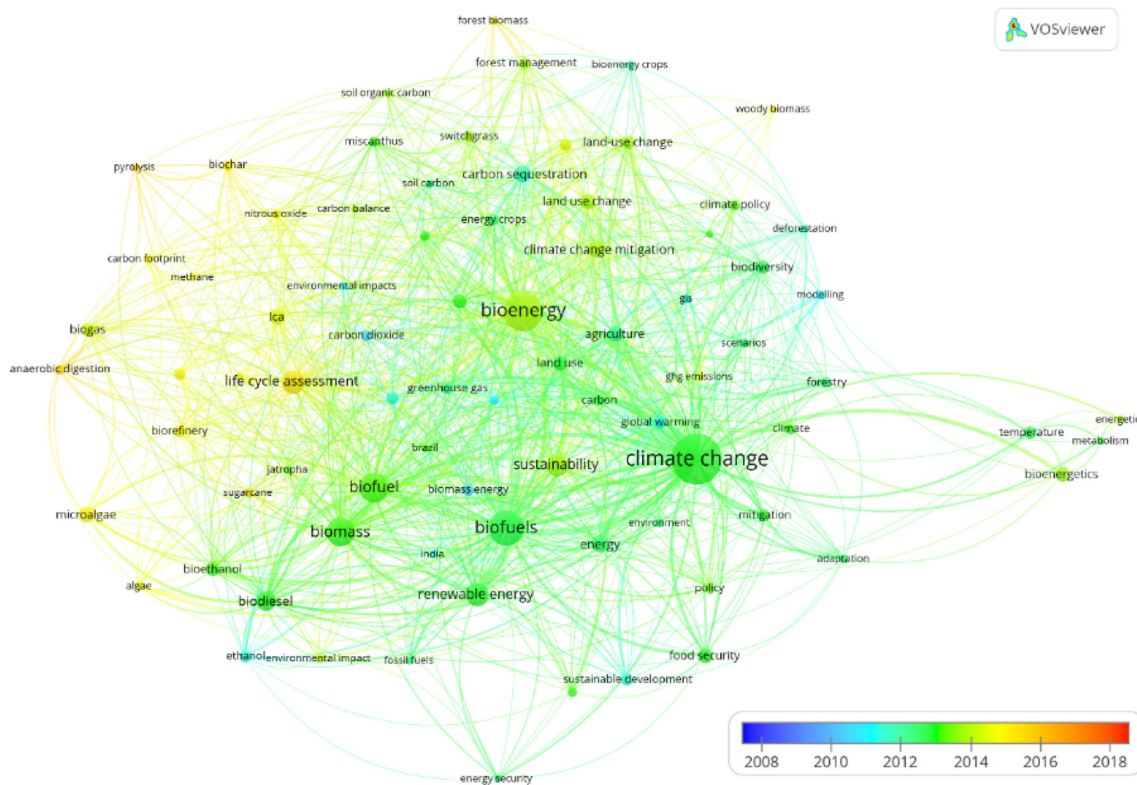 forest biomass
VOSviewer
forest management
bioenergy crops
soil organic carbon
woody biomass
miscanthus
switchgrass
land-use change
pyrolysis
biochar
soil carbon
carbon sequestration
nitrous oxide
carbon balance
energy crops
land use change
climate policy
deforestation
carbon footprint
methane
climate change mitigation
biodiversity
environmental impacts
gis
modelling
biogas
lca
carbon dioxide
bioenergy
agriculture
scenarios
anaerobic digestion
life cycle assessment
greenhouse gas
land use
ghg emissions
forestry
carbon
biorefinery
brazil
global warming
climate
temperature
energetic
metabolism
jatropha
sugarcane
biofuel
biomass energy
sustainability
climate change
bioenergetics
microalgae
biomass
biofuels
environment
mitigation
india
energy
adaptation
bioethanol
algae
biodiesel
renewable energy
policy
ethanol
environmental impact
fossil fuels
food security
sustainable development
energy security
2008
2010
2012
2014
2016
2018